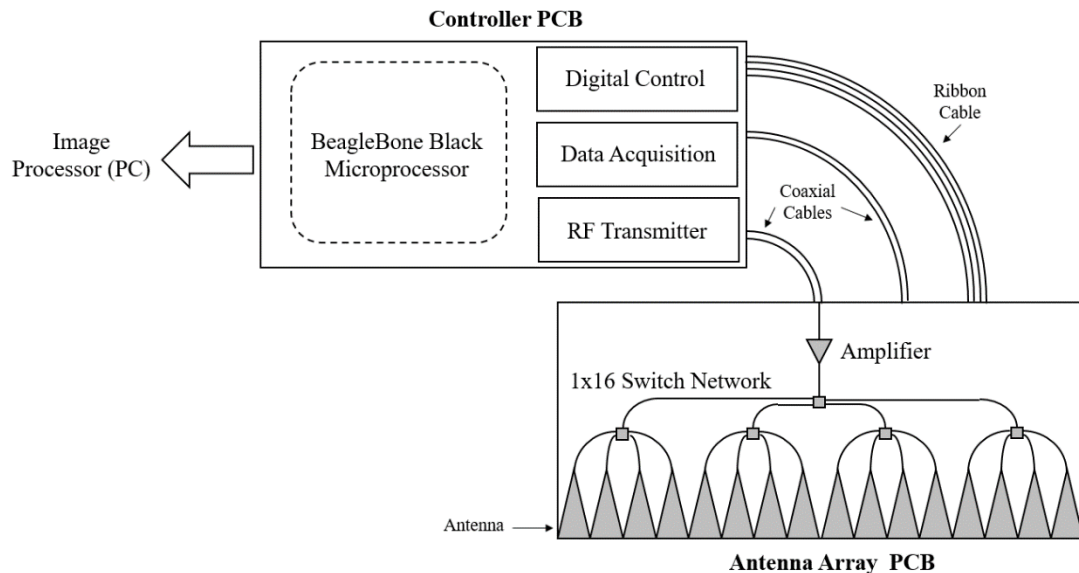 Controller PCB
Digital Control
Data Acquisition
RF Transmitter
BeagleBone Black
Microprocessor
Image
Processor (PC)
Ribbon
Cable
Coaxial
Cables
Amplifier
1x16 Switch Network
Antenna
Antenna Array PCB